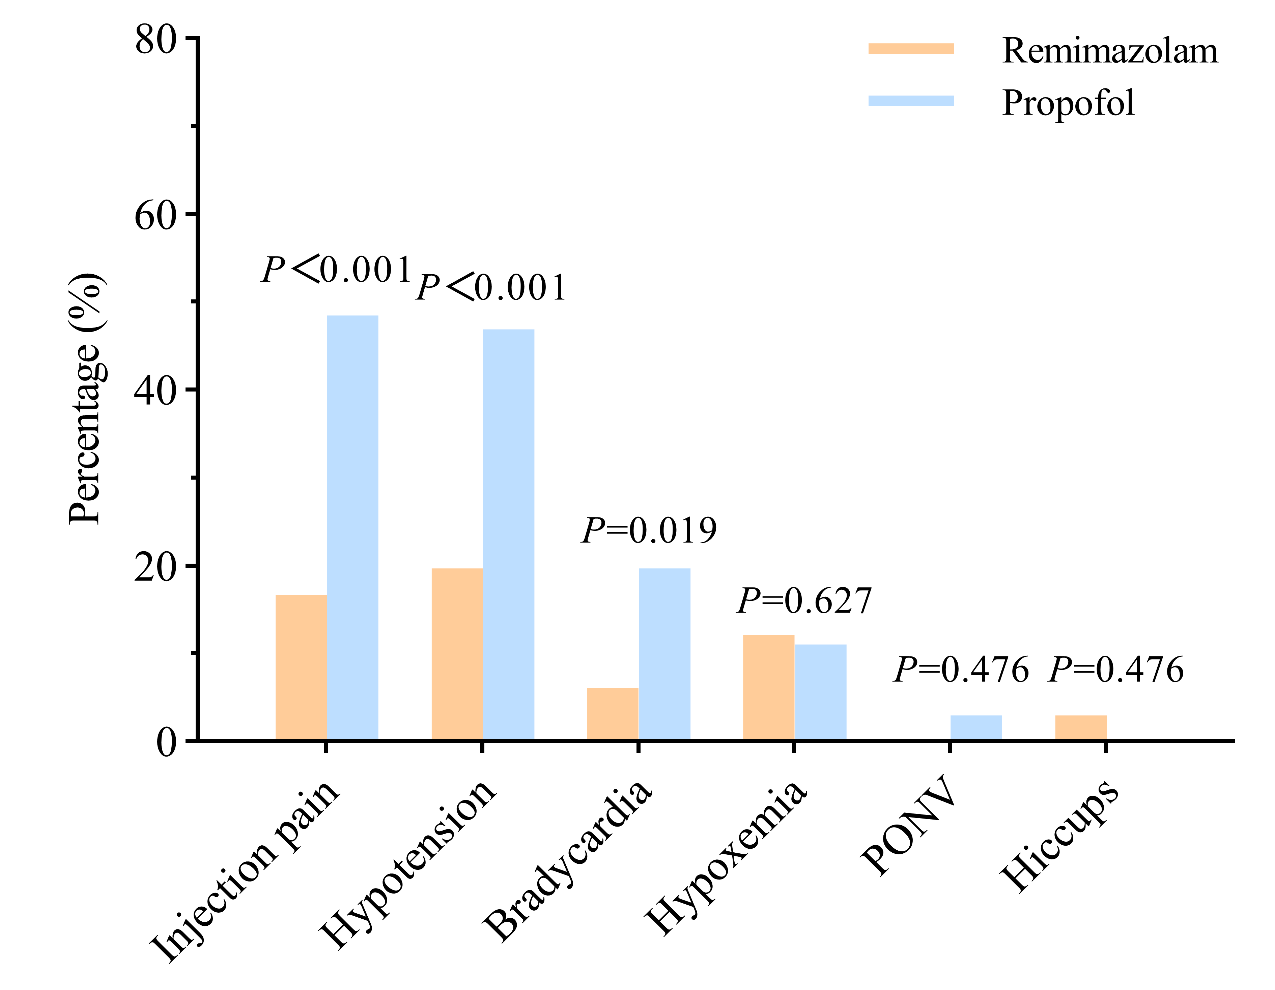 Remimazolam
Propofol
Percentage (%)
80
60
40
20
0
P<0.001
P<0.001
P=0.019
P=0.627
P=0.476
P=0.476
Injection pain
Hypotension
Bradycardia
Hypoxemia
PONV
Hiccups